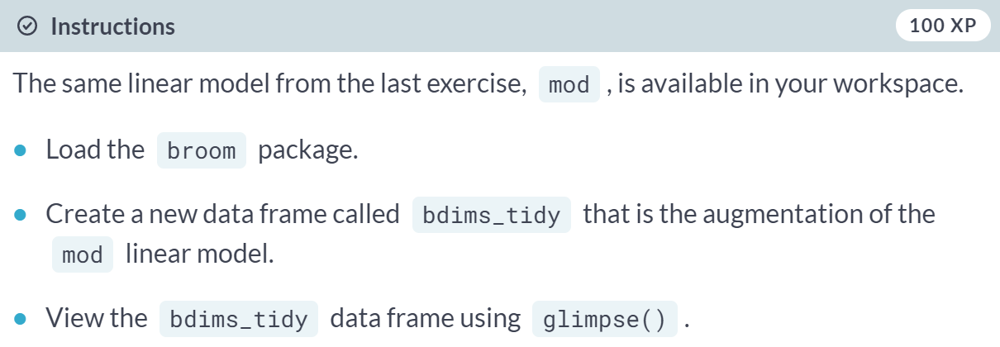 Instructions 100 XP
The same linear model from the last exercise, mod , is available in your workspace.
Load the broom package.
Create a new data frame called bdims_tidy that is the augmentation of the
mod linear model.
View the bdims_tidy data frame using glimpse() .